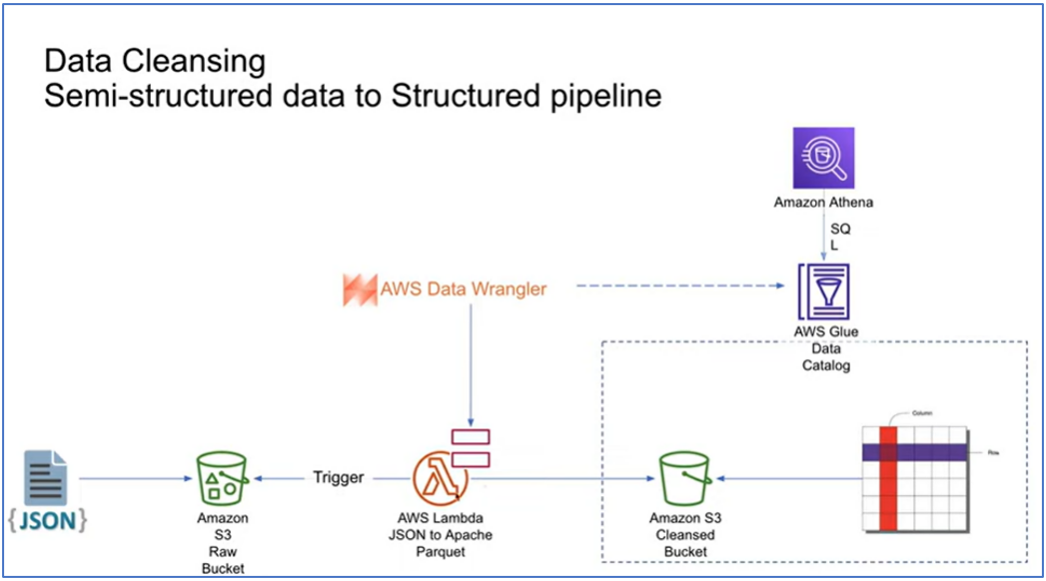 Data Cleansing
Semi-structured data to Structured pipeline
Amazon Athena
SQ
L
AWS Data Wrangler
AWS Glue
Data
Catalog
Column
Row
{JSON}
Trigger
Amazon
S3
Raw
Bucket
AWS Lambda
JSON to Apache
Parquet
Amazon S3
Cleansed
Bucket